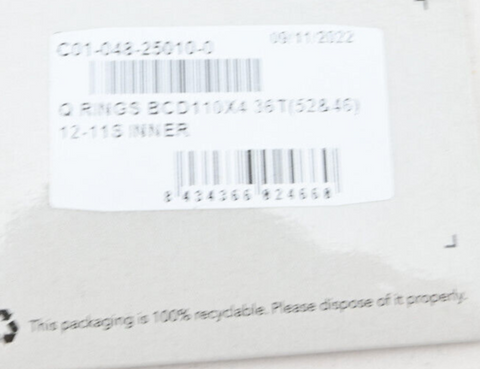 C01-048-25010-0
09/11/2022
Q RINGS BCD110X4 36T(52&46)
12-11S INNER
8 434366 024668
This packaging is 100% recyclable. Please dispose of it properly.